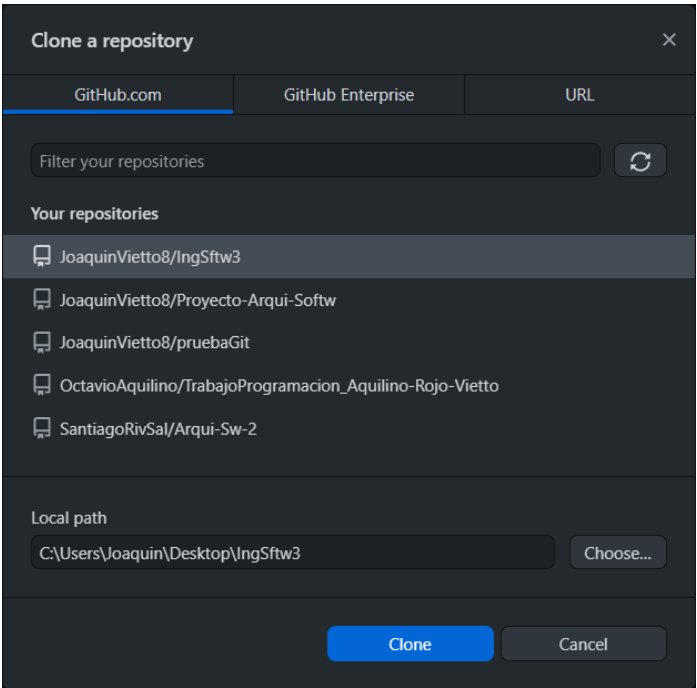 Clone a repository
GitHub.com
GitHub Enterprise
URL
Filter your repositories
Your repositories
JoaquinVietto8/IngSftw3
JoaquinVietto8/Proyecto-Arqui-Softw
JoaquinVietto8/pruebaGit
OctavioAquilino/TrabajoProgramacion_Aquilino-Rojo-Vietto
SantiagoRivSal/Arqui-Sw-2
Local path
C:\Users\Joaquin\Desktop\IngSftw3
Choose...
Clone
Cancel